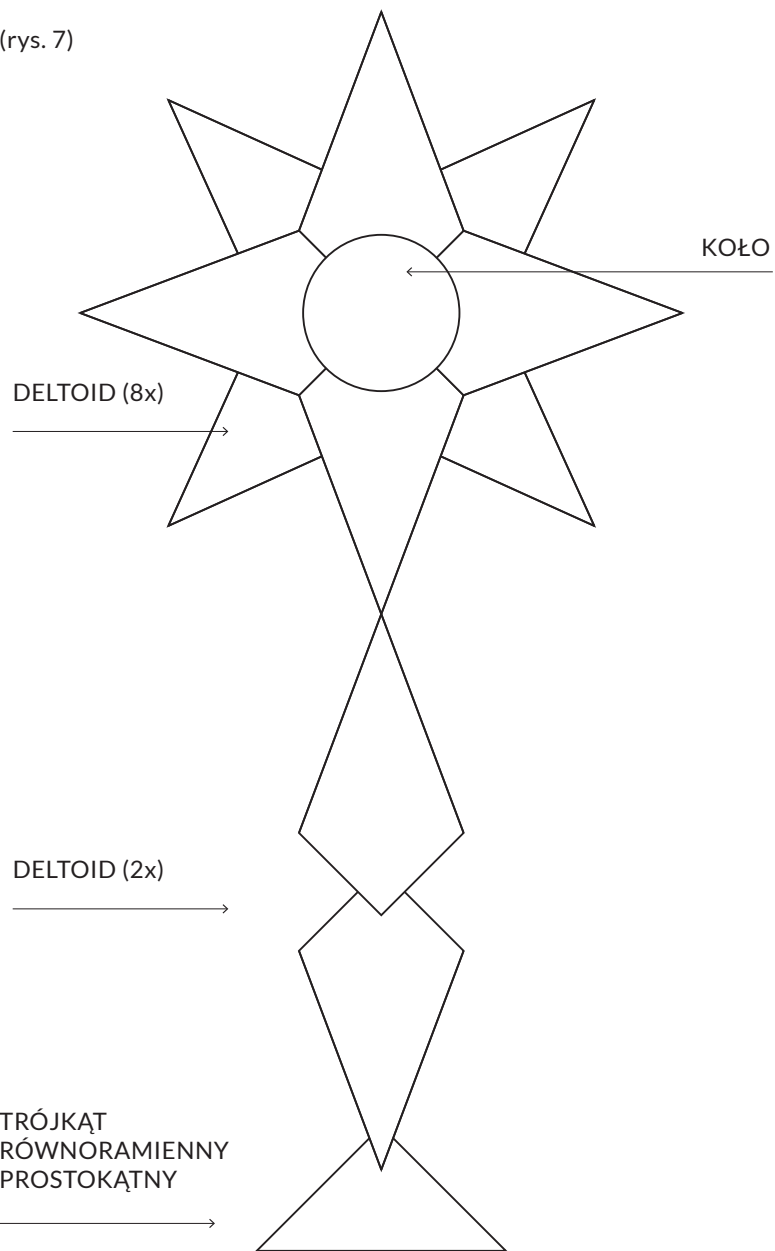 (rys. 7)
KOŁO
DELTOID (8x)
DELTOID (2x)
TRÓJKĄT
RÓWNORAMIENNY
PROSTOKĄTNY